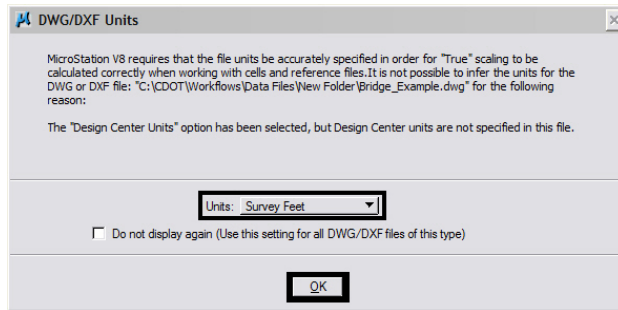 DWG/DXF Units
MicroStation V8 requires that the file units be accurately specified in order for "True" scaling to be
calculated correctly when working with cells and reference files.It is not possible to infer the units for the
DWG or DXF file: "C:\CDOT\Workflows\Data Files\New Folder\Bridge_Example.dwg" for the following
reason:
The "Design Center Units" option has been selected, but Design Center units are not specified in this file.
Units: Survey Feet
Do not display again (Use this setting for all DWG/DXF files of this type)
OK